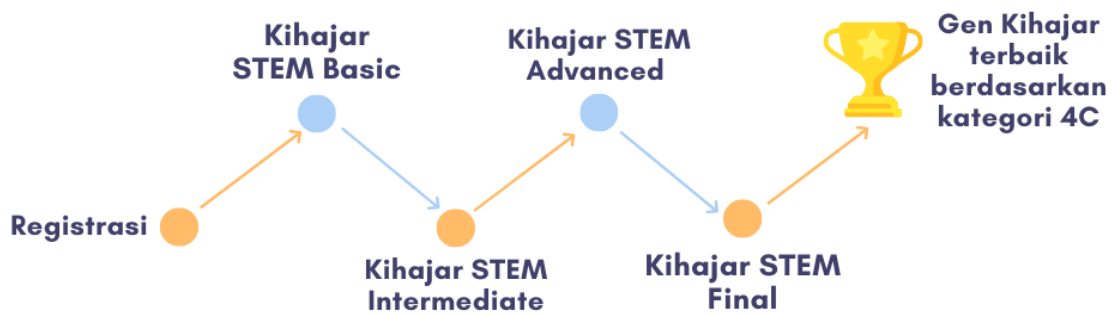 Registrasi
Kihajar
STEM Basic
Kihajar STEM
Intermediate
Kihajar STEM
Advanced
Kihajar STEM
Final
Gen Kihajar
terbaik
berdasarkan
kategori 4C